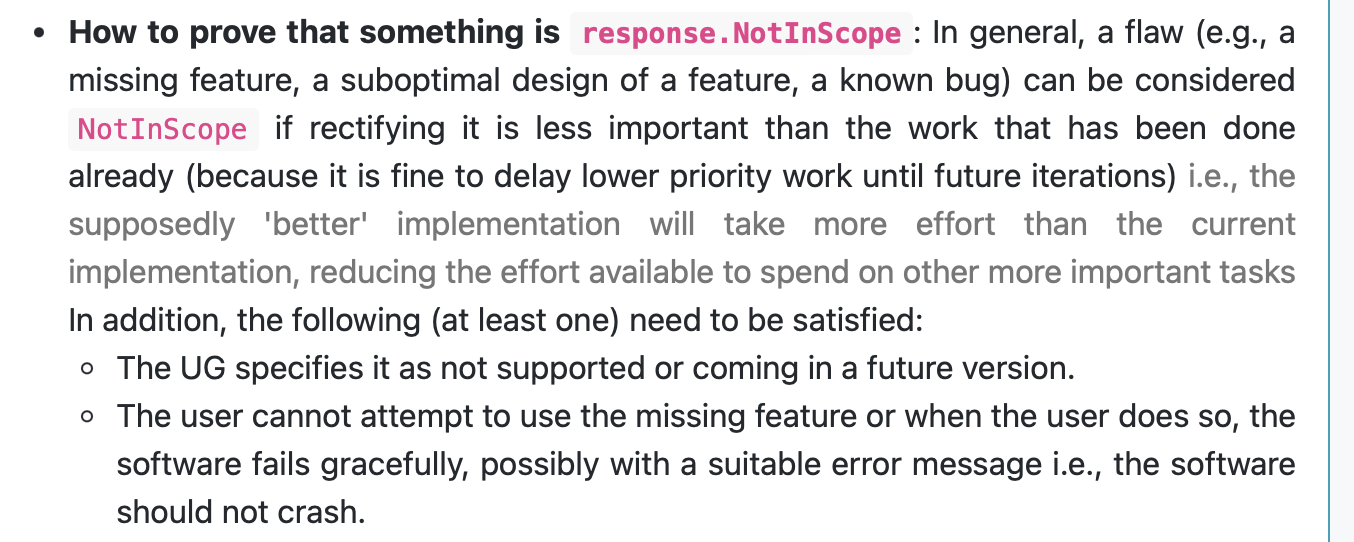 • How to prove that something is response.NotInScope : In general, a flaw (e.g., a
missing feature, a suboptimal design of a feature, a known bug) can be considered
NotInScope if rectifying it is less important than the work that has been done
already (because it is fine to delay lower priority work until future iterations) i.e., the
supposedly 'better' implementation will take more effort than the current
implementation, reducing the effort available to spend on other more important tasks
In addition, the following (at least one) need to be satisfied:
◦ The UG specifies it as not supported or coming in a future version.
◦ The user cannot attempt to use the missing feature or when the user does so, the
software fails gracefully, possibly with a suitable error message i.e., the software
should not crash.